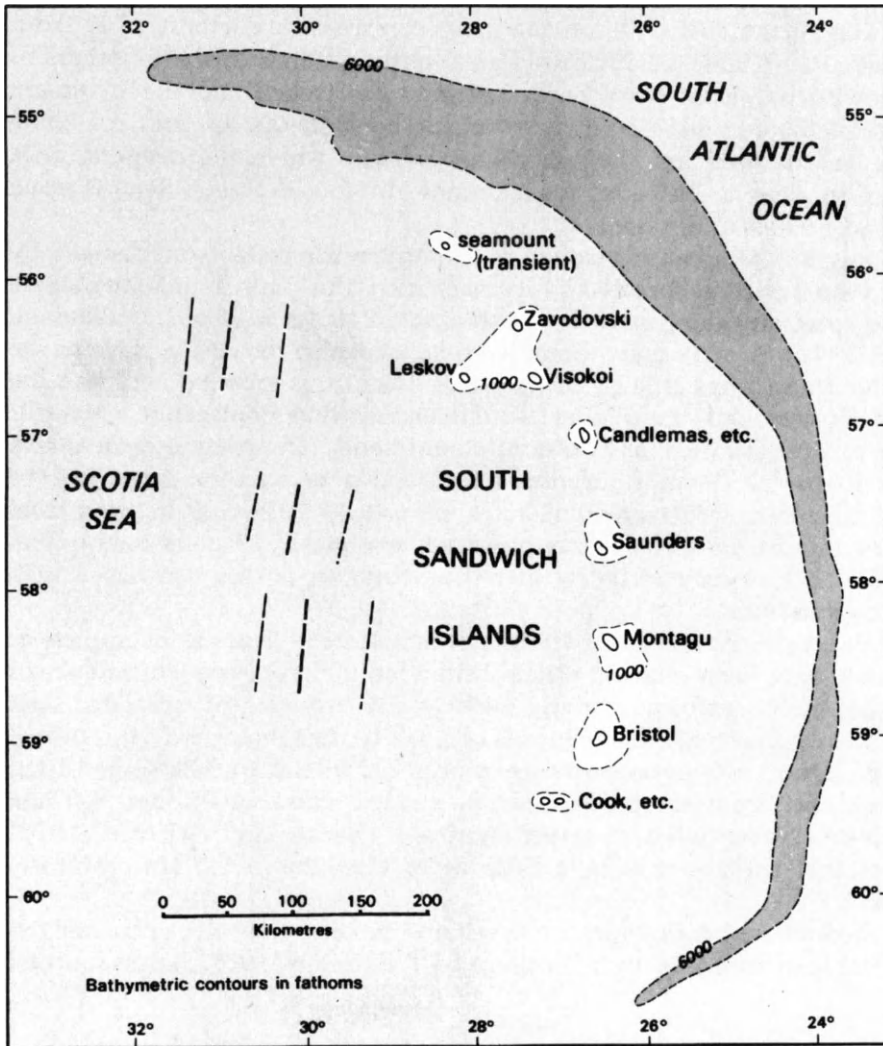 32° 30° 28° 26° 24°
6000
SOUTH
55° 55°
ATLANTIC
OCEAN
seamount
(transient)
56° 56°
Zavodovski
Leskov 1000 Visokoi
57° Candlemas, etc. 57°
SCOTIA SOUTH
SEA
Saunders
SANDWICH
58° 58°
ISLANDS Montagu
1000
59° Bristol 59°
Cook, etc.
60° 60°
0 50 100 150 200
Kilometres
6000
Bathymetric contours in fathoms
32° 30° 28° 26° 24°